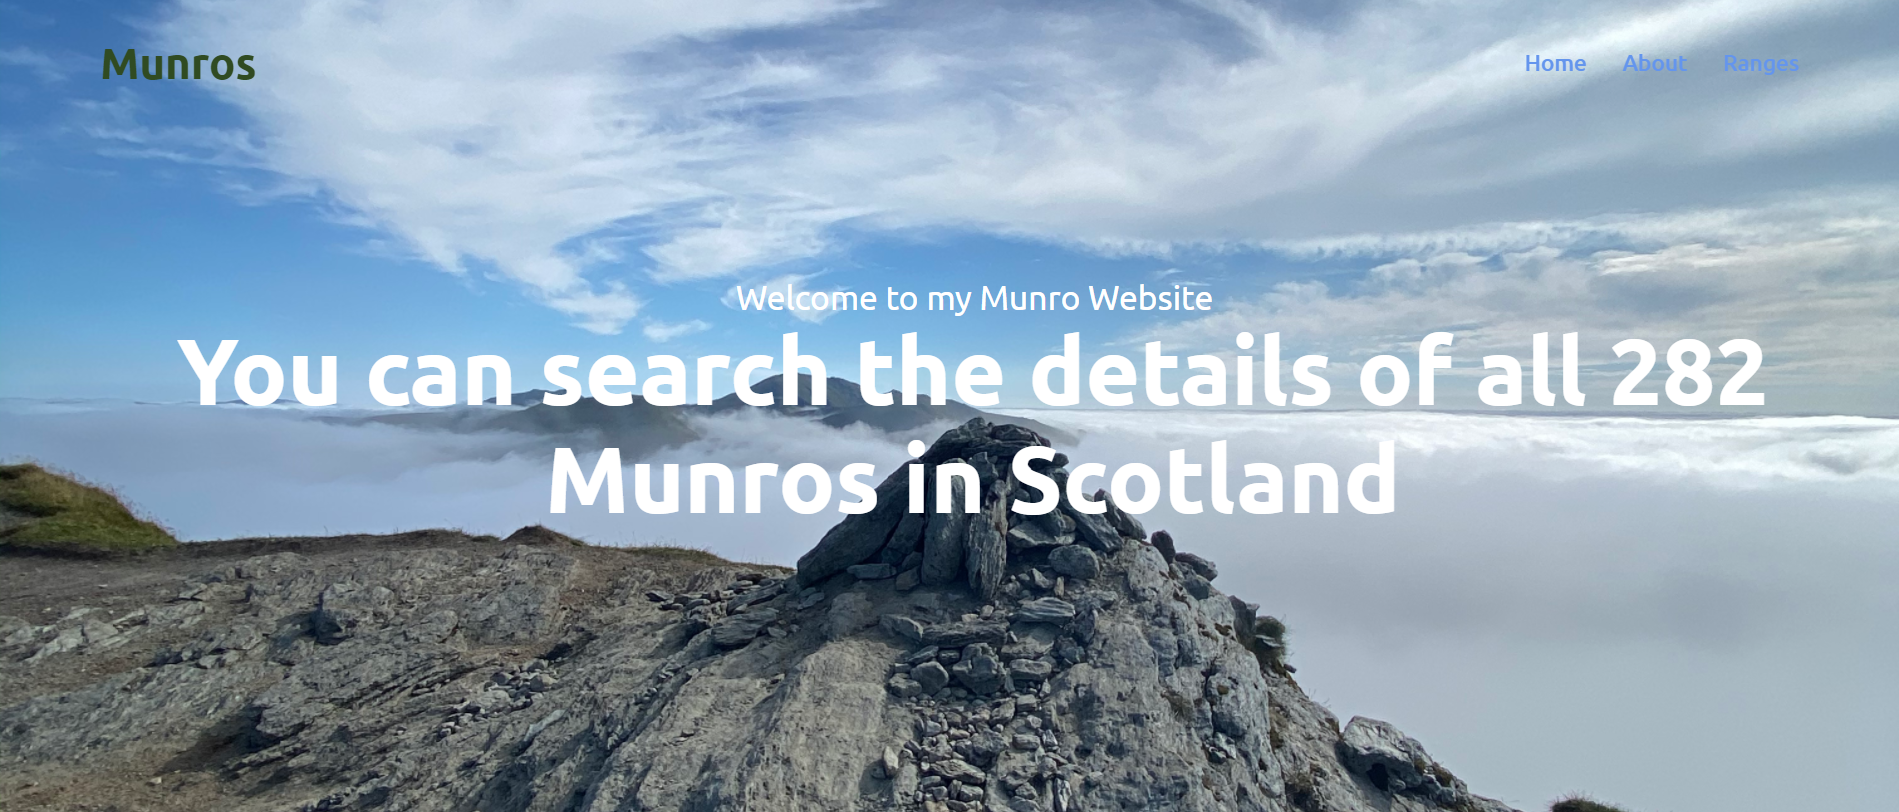 Munros
Home About Ranges
Welcome to my Munro Website
You can search the details of all 282
Munros in Scotland